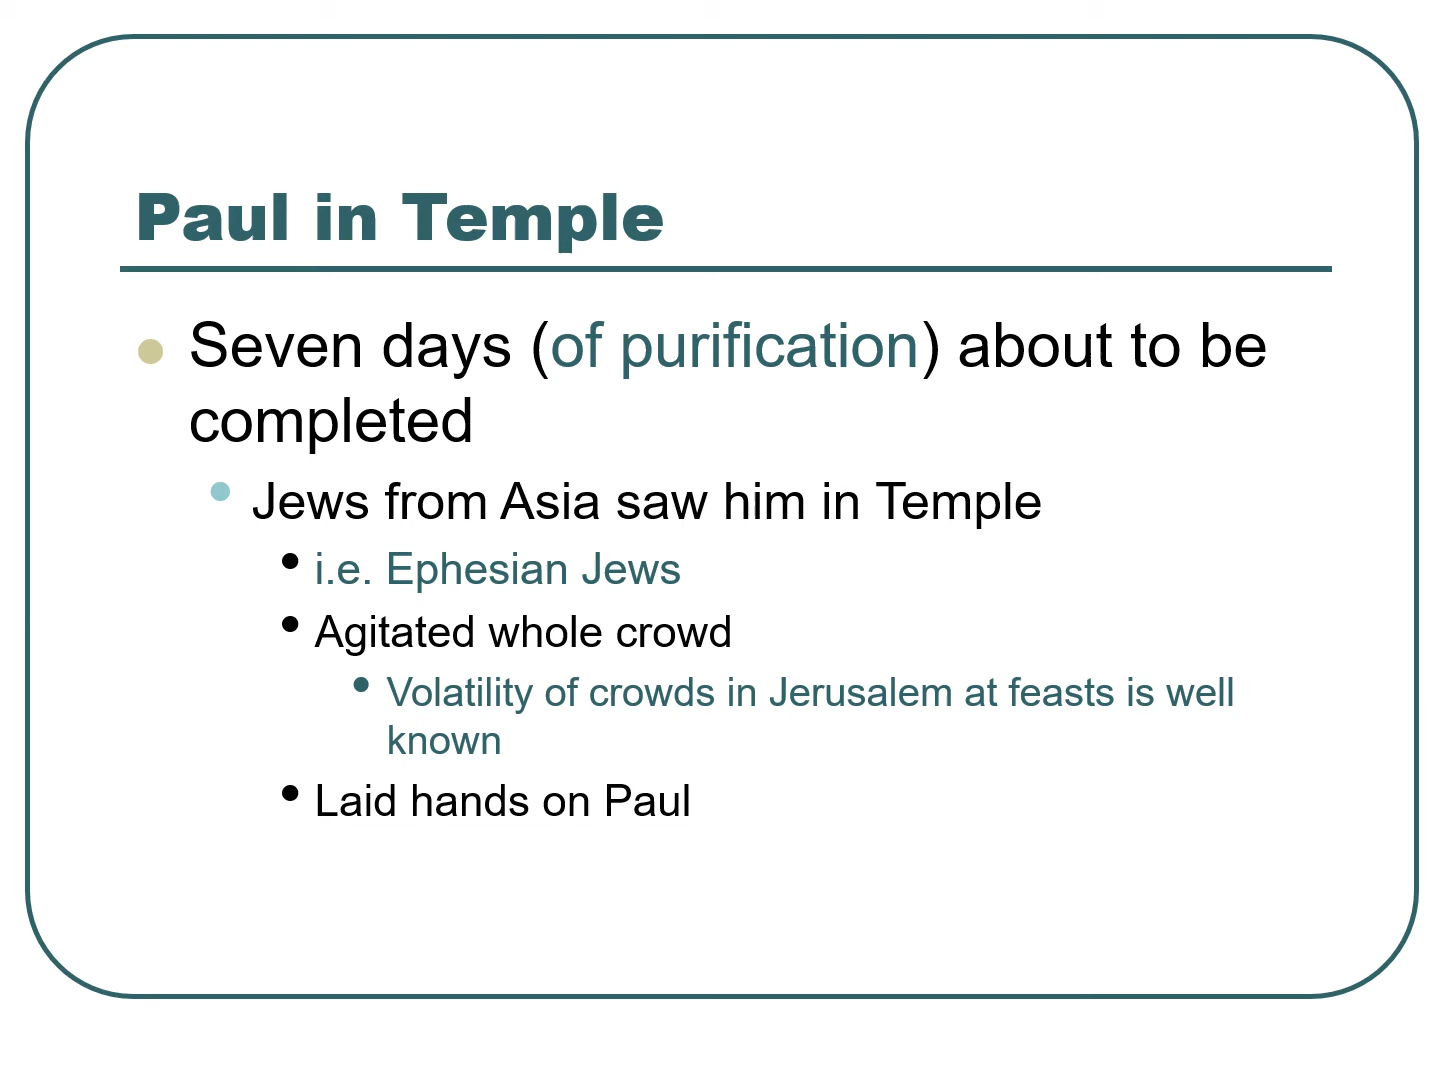 Paul in Temple
Seven days (of purification) about to be
completed
Jews from Asia saw him in Temple
i.e. Ephesian Jews
Agitated whole crowd
Volatility of crowds in Jerusalem at feasts is well
known
Laid hands on Paul